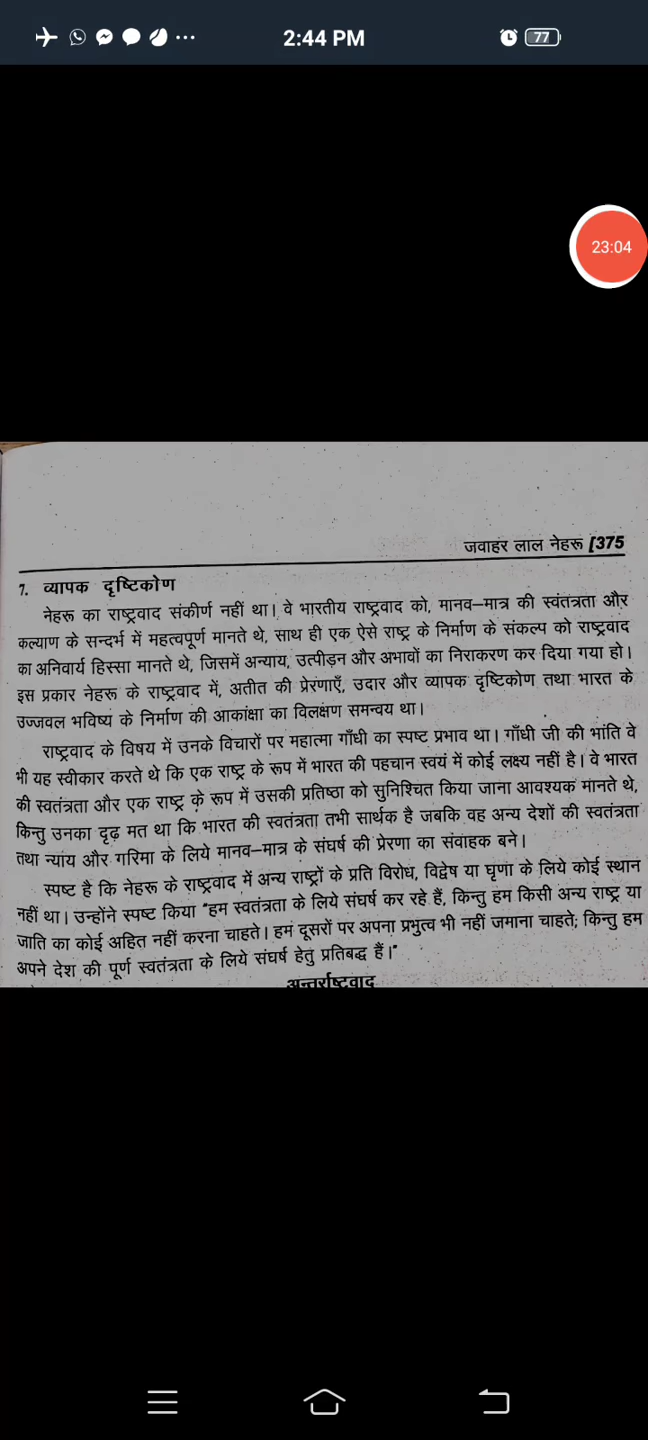 2:44 PM
77
23:04
जवाहर लाल नेहरू [375
7. व्यापक दृष्टिकोण
नेहरू का राष्ट्रवाद संकीर्ण नहीं था। वे भारतीय राष्ट्रवाद को, मानव–मात्र की स्वंतत्रता और
कल्याण के सन्दर्भ में महत्वपूर्ण मानते थे, साथ ही एक ऐसे राष्ट्र के निर्माण के संकल्प को राष्ट्रवाद
का अनिवार्य हिस्सा मानते थे, जिसमें अन्याय, उत्पीड़न और अभावों का निराकरण कर दिया गया हो।
इस प्रकार नेहरू के राष्ट्रवाद में, अतीत की प्रेरणाएँ, उदार और व्यापक दृष्टिकोण तथा भारत के
उज्जवल भविष्य के निर्माण की आकांक्षा का विलक्षण समन्वय था।
राष्ट्रवाद के विषय में उनके विचारों पर महात्मा गाँधी का स्पष्ट प्रभाव था। गाँधी जी की भांति वे
भी यह स्वीकार करते थे कि एक राष्ट्र के रूप में भारत की पहचान स्वयं में कोई लक्ष्य नहीं है। वे भारत
की स्वतंत्रता और एक राष्ट्र के रूप में उसकी प्रतिष्ठा को सुनिश्चित किया जाना आवश्यक मानते थे,
किन्तु उनका दृढ़ मत था कि भारत की स्वतंत्रता तभी सार्थक है जबकि वह अन्य देशों की स्वतंत्रता
तथा न्याय और गरिमा के लिये मानव–मात्र के संघर्ष की प्रेरणा का संवाहक बने।
स्पष्ट है कि नेहरू के राष्ट्रवाद में अन्य राष्ट्रों के प्रति विरोध, विद्वेष या घृणा के लिये कोई स्थान
नहीं था। उन्होंने स्पष्ट किया “हम स्वतंत्रता के लिये संघर्ष कर रहे हैं, किन्तु हम किसी अन्य राष्ट्र या
जाति का कोई अहित नहीं करना चाहते। हम दूसरों पर अपना प्रभुत्व भी नहीं जमाना चाहते; किन्तु हम
अपने देश की पूर्ण स्वतंत्रता के लिये संघर्ष हेतु प्रतिबद्ध हैं।”
अन्तर्राष्ट्रवाद